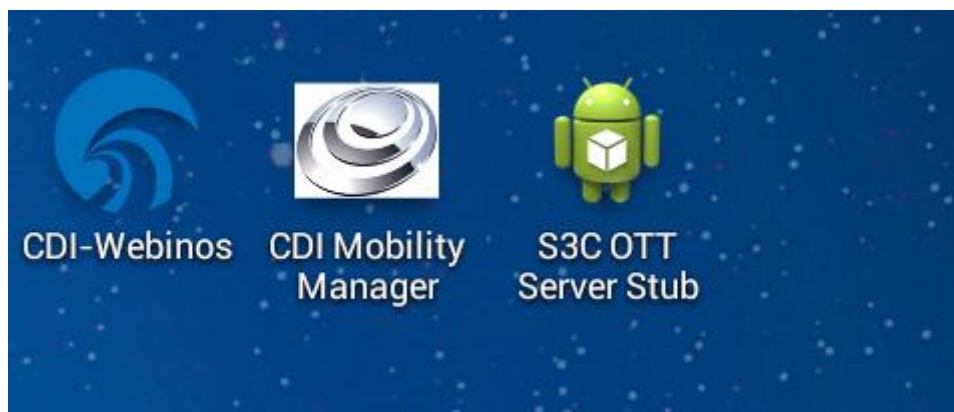 CDI-Webinos
CDI Mobility
Manager
S3C OTT
Server Stub